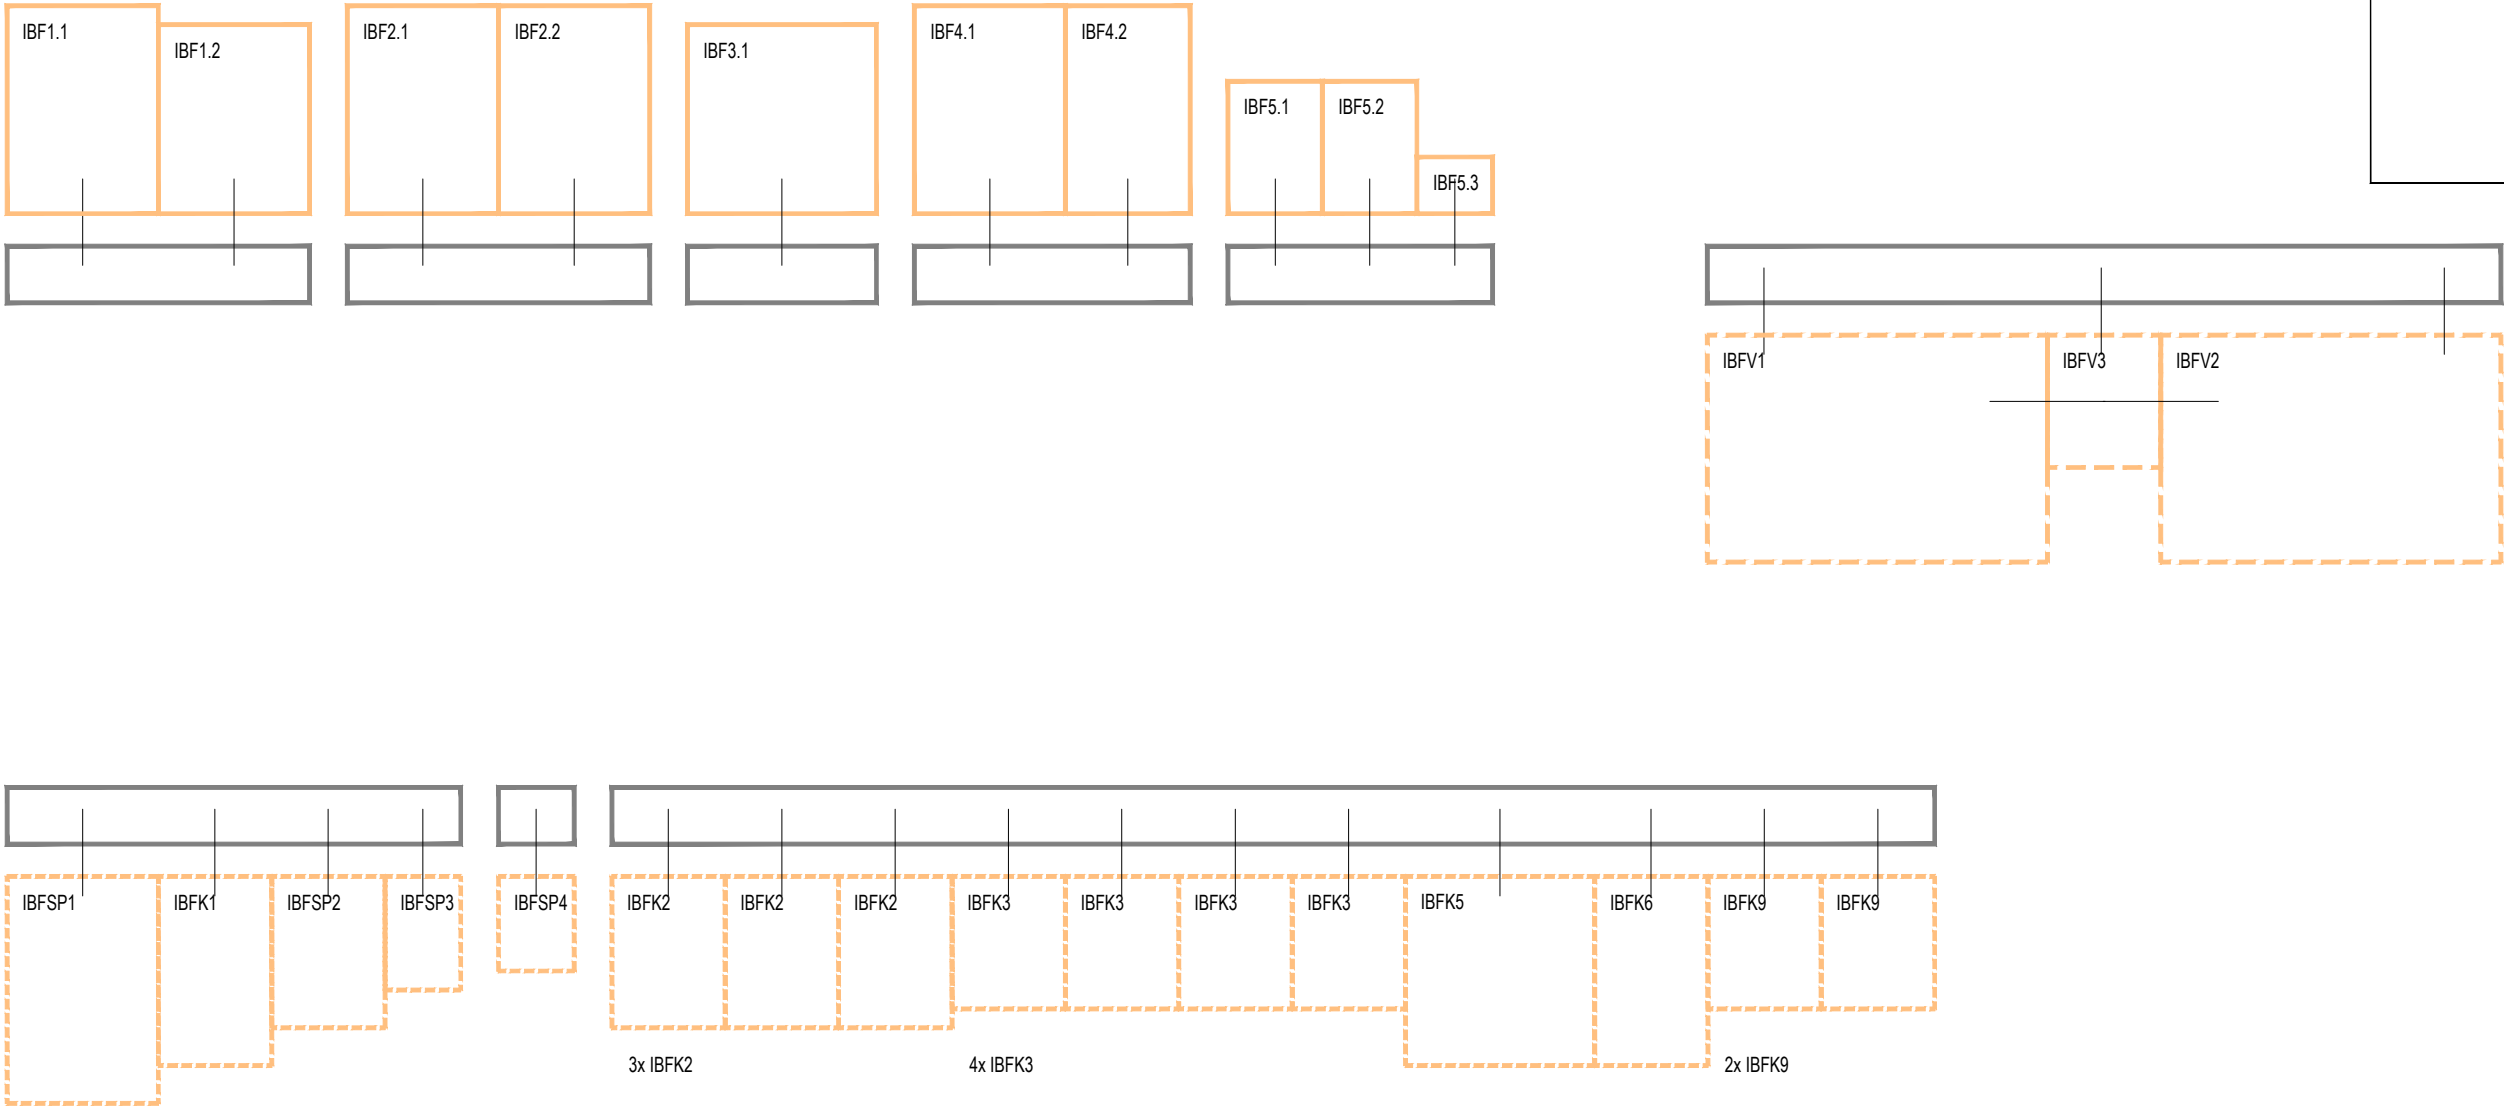 IBF1.1
IBF1.2
IBF2.1
IBF2.2
IBF3.1
IBF4.1
IBF4.2
IBF5.1
IBF5.2
IBF5.3
IBFV1
IBFV3
IBFV2
IBFSP1
IBFK1
IBFSP2
IBFSP3
IBFSP4
IBFK2
IBFK2
IBFK2
IBFK3
IBFK3
IBFK3
IBFK3
IBFK5
IBFK6
IBFK9
IBFK9
3x IBFK2
4x IBFK3
2x IBFK9